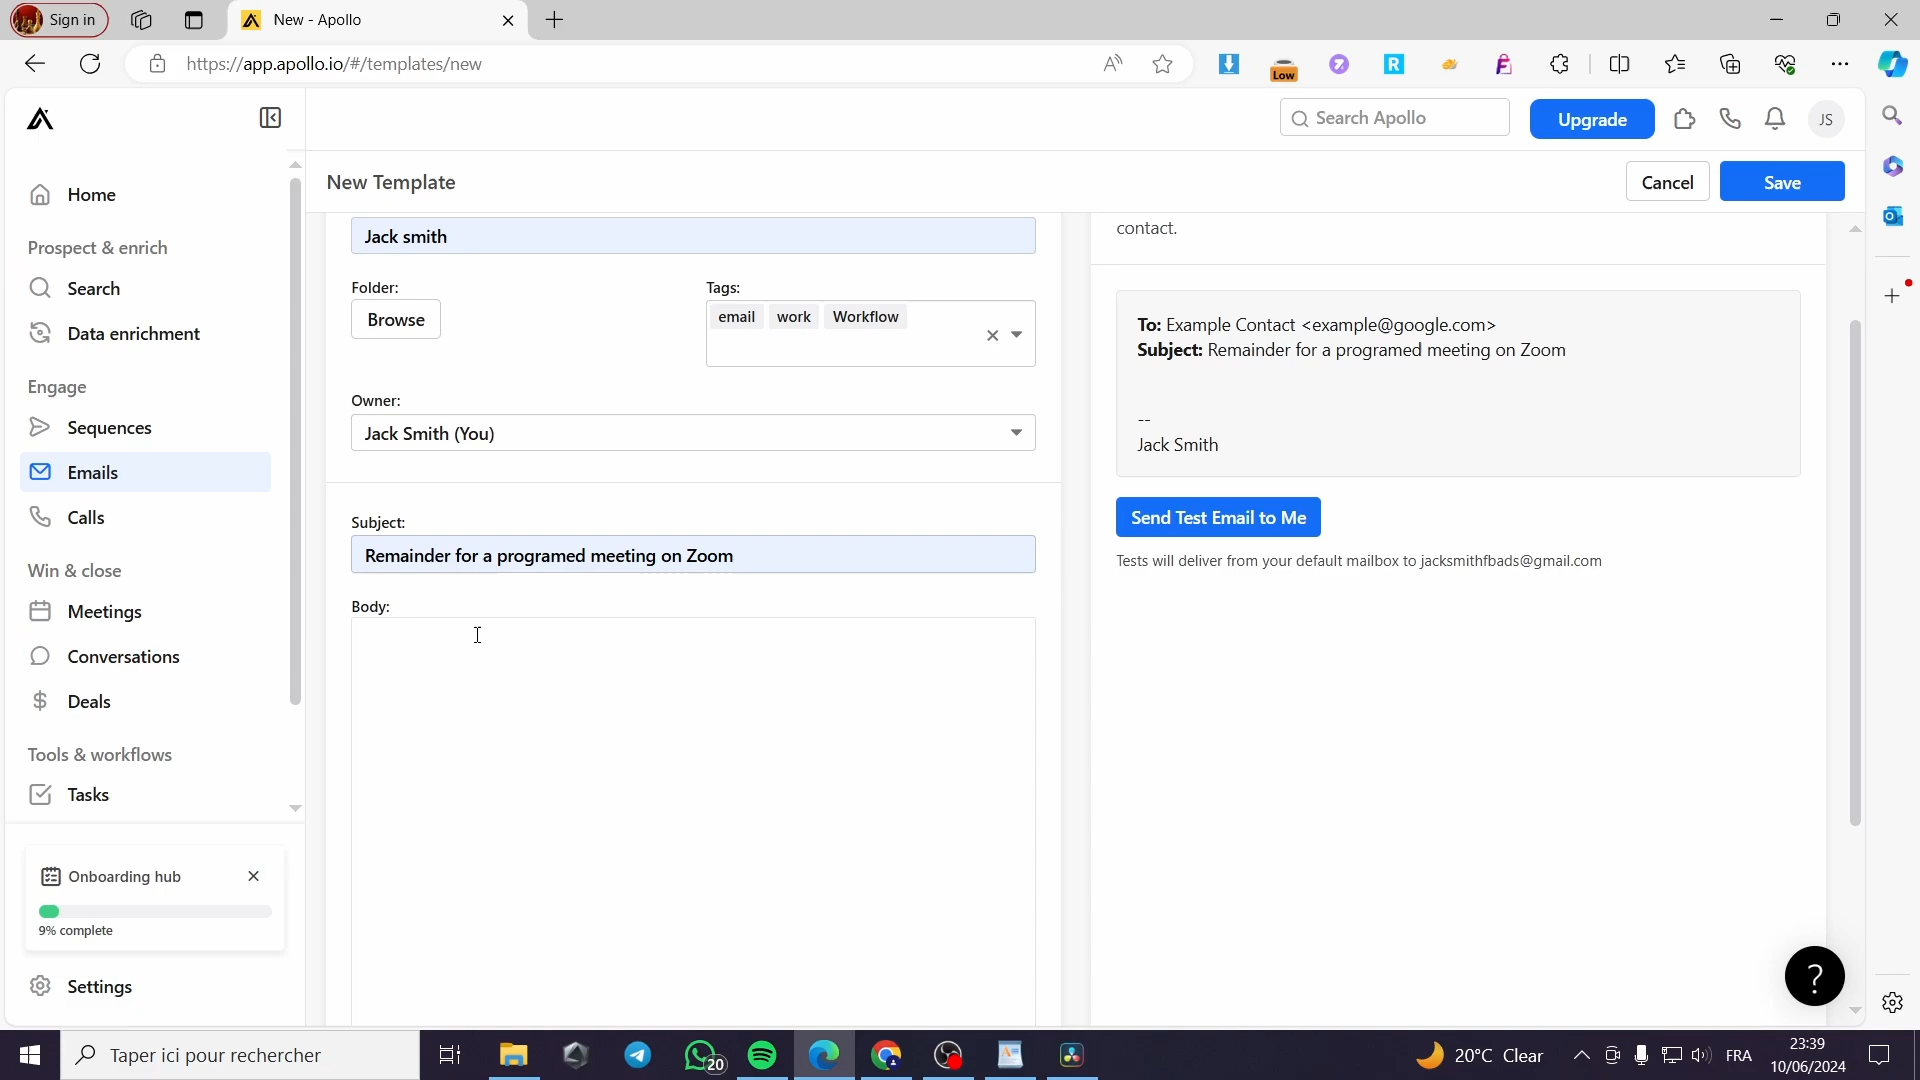 Sign in
New - Apollo
https://app.apollo.io/#/templates/new
Low
Search Apollo
Upgrade
JS
New Template
Cancel
Save
Home
Prospect & enrich
Search
Data enrichment
Engage
Sequences
Emails
Calls
Win & close
Meetings
Conversations
Deals
Tools & workflows
Tasks
Onboarding hub
9% complete
Settings
Jack smith
Folder:
Browse
Tags:
email work Workflow
Owner:
Jack Smith (You)
Subject:
Remainder for a programed meeting on Zoom
Body:
contact.
To: Example Contact <example@google.com>
Subject: Remainder for a programed meeting on Zoom
--
Jack Smith
Send Test Email to Me
Tests will deliver from your default mailbox to jacksmithfbads@gmail.com
?
Taper ici pour rechercher
20
20°C Clear
FRA
23:39
10/06/2024